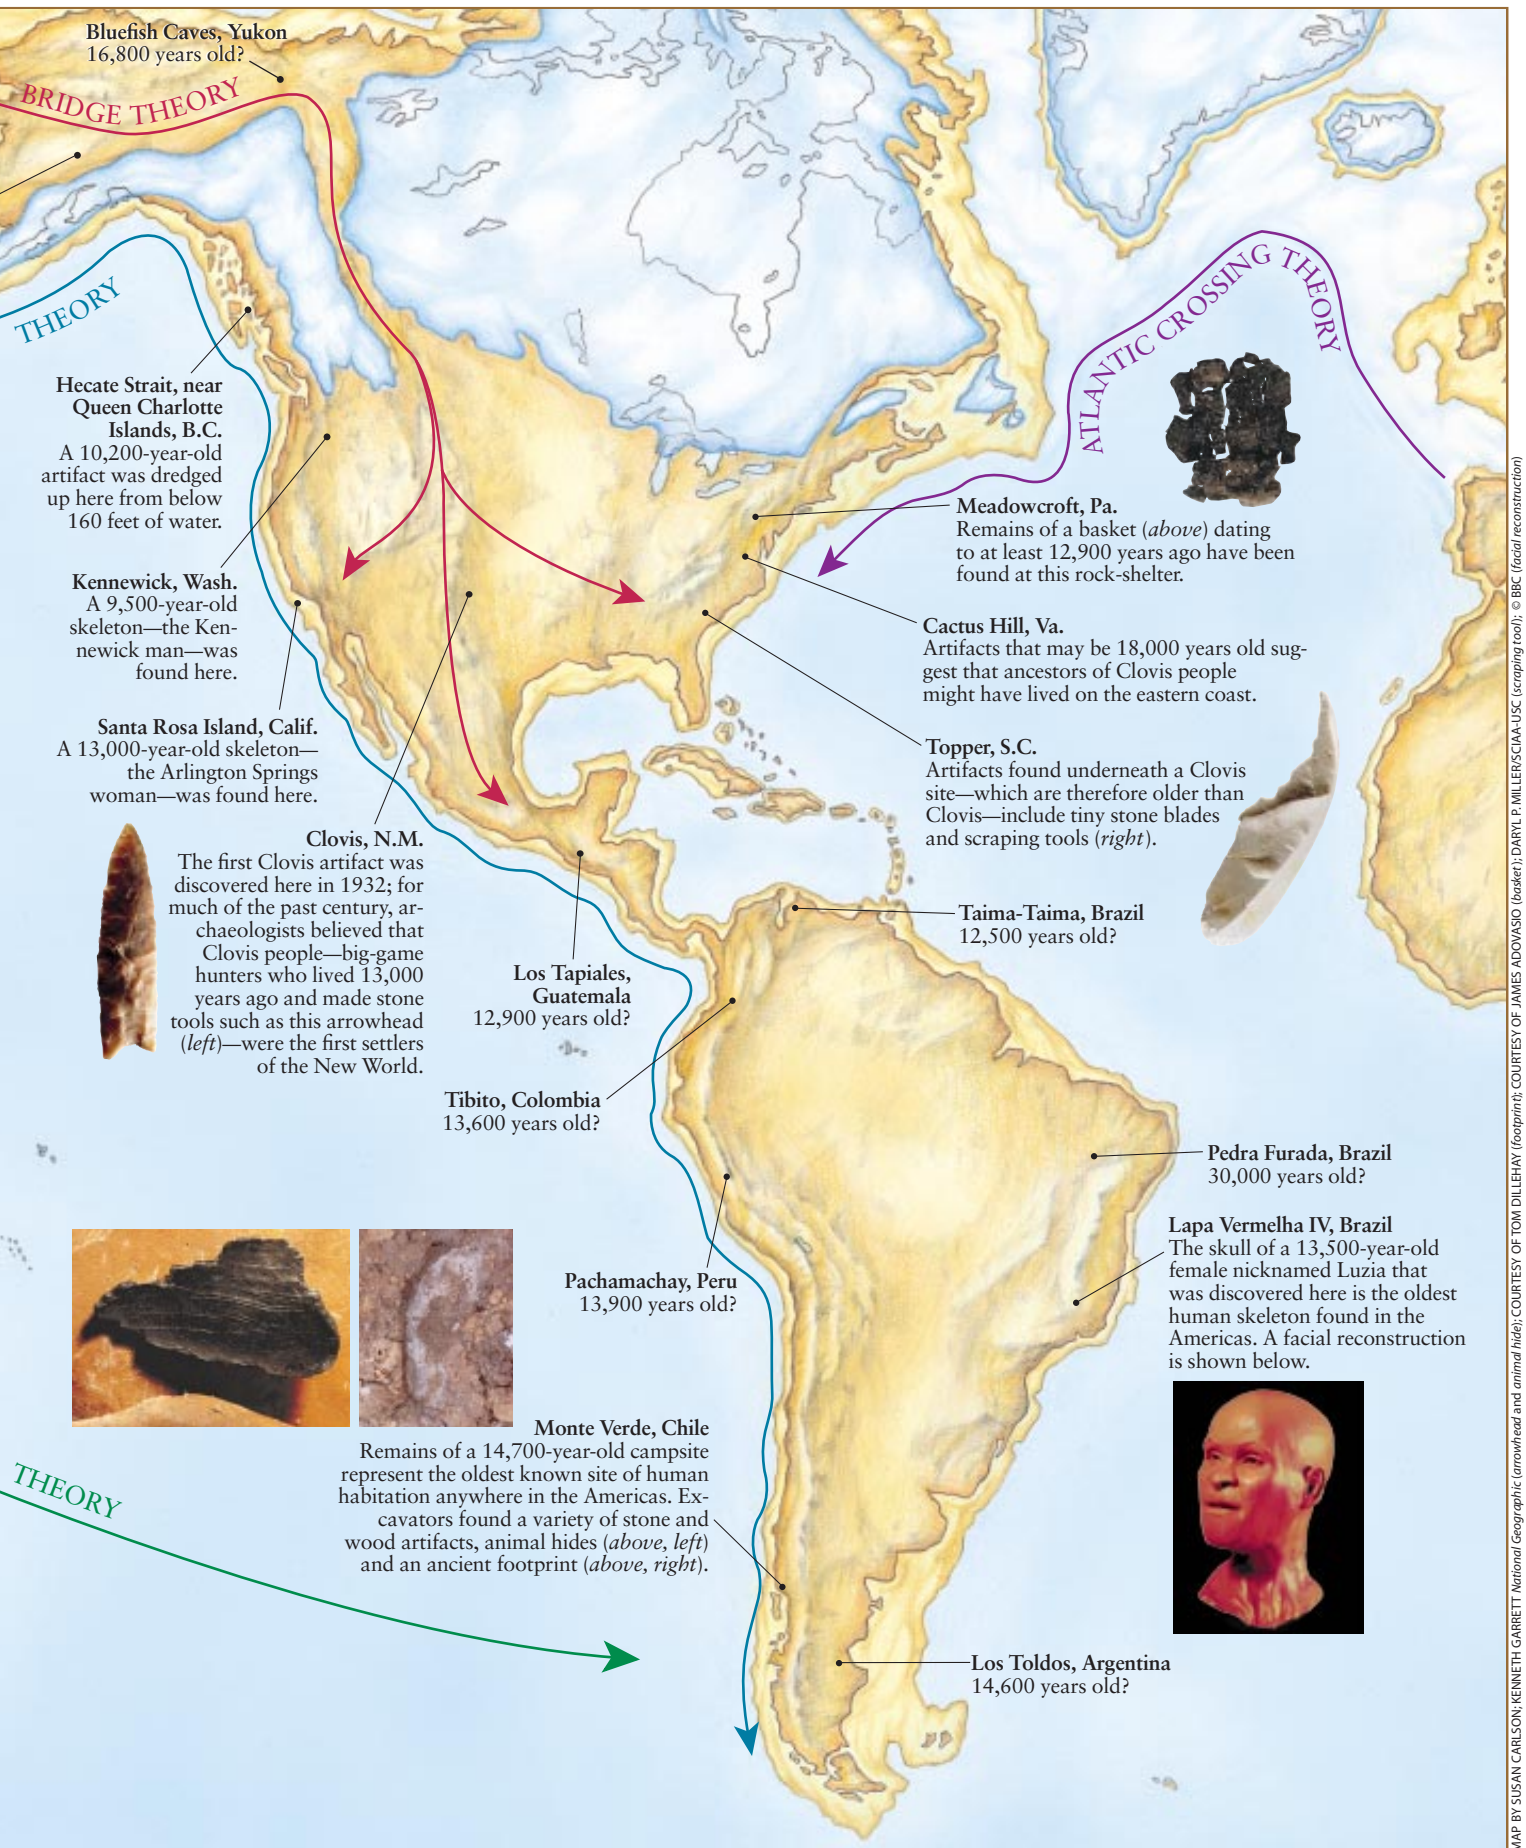 Bluefish Caves, Yukon
16,800 years old?
BRIDGE THEORY
THEORY
Hecate Strait, near
Queen Charlotte
Islands, B.C.
A 10,200-year-old
artifact was dredged
up here from below
160 feet of water.
Kennewick, Wash.
A 9,500-year-old
skeleton—the Ken-
newick man—was
found here.
Santa Rosa Island, Calif.
A 13,000-year-old skeleton—
the Arlington Springs
woman—was found here.
Clovis, N.M.
The first Clovis artifact was
discovered here in 1932; for
much of the past century, ar-
chaeologists believed that
Clovis people—big-game
hunters who lived 13,000
years ago and made stone
tools such as this arrowhead
(left)—were the first settlers
of the New World.
ATLANTIC CROSSING THEORY
Meadowcroft, Pa.
Remains of a basket (above) dating
to at least 12,900 years ago have been
found at this rock-shelter.
Cactus Hill, Va.
Artifacts that may be 18,000 years old sug-
gest that ancestors of Clovis people
might have lived on the eastern coast.
Topper, S.C.
Artifacts found underneath a Clovis
site—which are therefore older than
Clovis—include tiny stone blades
and scraping tools (right).
Taima-Taima, Brazil
12,500 years old?
Los Tapiales,
Guatemala
12,900 years old?
Tibito, Colombia
13,600 years old?
Pedra Furada, Brazil
30,000 years old?
Lapa Vermelha IV, Brazil
The skull of a 13,500-year-old
female nicknamed Luzia that
was discovered here is the oldest
human skeleton found in the
Americas. A facial reconstruction
is shown below.
Pachamachay, Peru
13,900 years old?
Monte Verde, Chile
Remains of a 14,700-year-old campsite
represent the oldest known site of human
habitation anywhere in the Americas. Ex-
cavators found a variety of stone and
wood artifacts, animal hides (above, left)
and an ancient footprint (above, right).
THEORY
Los Toldos, Argentina
14,600 years old?
MAP BY SUSAN CARLSON; KENNETH GARRETT National Geographic (arrowhead and animal hide); COURTESY OF TOM DILLEHAY (footprint); COURTESY OF JAMES ADOVASIO (basket); DARYL P. MILLER/SCIAA-USC (scraping tool); © BBC (facial reconstruction)